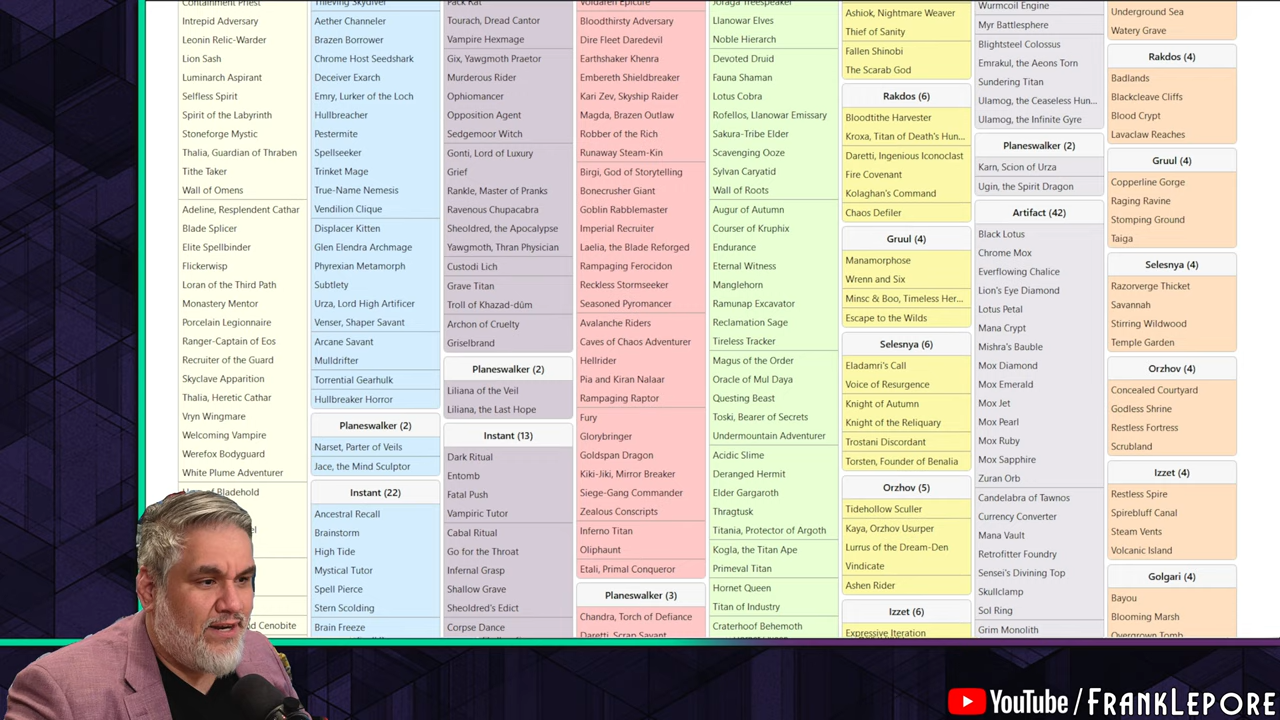 Containment Priest
Intrepid Adversary
Leonin Relic-Warder
Lion Sash
Luminarch Aspirant
Selfless Spirit
Spirit of the Labyrinth
Stoneforge Mystic
Thalia, Guardian of Thraben
Tithe Taker
Wall of Omens
Adeline, Resplendent Cathar
Blade Splicer
Elite Spellbinder
Flickerwisp
Loran of the Third Path
Monastery Mentor
Porcelain Legionnaire
Ranger-Captain of Eos
Recruiter of the Guard
Skyclave Apparition
Thalia, Heretic Cathar
Vryn Wingmare
Welcoming Vampire
Werefox Bodyguard
White Plume Adventurer
of Bladehold
ed Cenobite
Thieving Skydiver
Aether Channeler
Brazen Borrower
Chrome Host Seedshark
Deceiver Exarch
Emry, Lurker of the Loch
Hullbreacher
Pestermite
Spellseeker
Trinket Mage
True-Name Nemesis
Vendilion Clique
Displacer Kitten
Glen Elendra Archmage
Phyrexian Metamorph
Subtlety
Urza, Lord High Artificer
Venser, Shaper Savant
Arcane Savant
Mulldrifter
Torrential Gearhulk
Hullbreaker Horror
Planeswalker (2)
Narset, Parter of Veils
Jace, the Mind Sculptor
Instant (22)
Ancestral Recall
Brainstorm
High Tide
Mystical Tutor
Spell Pierce
Stern Scolding
Brain Freeze
Pack Rat
Tourach, Dread Cantor
Vampire Hexmage
Gix, Yawgmoth Praetor
Murderous Rider
Ophiomancer
Opposition Agent
Sedgemoor Witch
Gonti, Lord of Luxury
Grief
Rankle, Master of Pranks
Ravenous Chupacabra
Sheoldred, the Apocalypse
Yawgmoth, Thran Physician
Custodi Lich
Grave Titan
Troll of Khazad-dûm
Archon of Cruelty
Griselbrand
Planeswalker (2)
Liliana of the Veil
Liliana, the Last Hope
Instant (13)
Dark Ritual
Entomb
Fatal Push
Vampiric Tutor
Cabal Ritual
Go for the Throat
Infernal Grasp
Shallow Grave
Sheoldred's Edict
Corpse Dance
Voldaren Epicure
Bloodthirsty Adversary
Dire Fleet Daredevil
Earthshaker Khenra
Embereth Shieldbreaker
Kari Zev, Skyship Raider
Magda, Brazen Outlaw
Robber of the Rich
Runaway Steam-Kin
Birgi, God of Storytelling
Bonecrusher Giant
Goblin Rabblemaster
Imperial Recruiter
Laelia, the Blade Reforged
Rampaging Ferocidon
Reckless Stormseeker
Seasoned Pyromancer
Avalanche Riders
Caves of Chaos Adventurer
Hellrider
Pia and Kiran Nalaar
Rampaging Raptor
Fury
Glorybringer
Goldspan Dragon
Kiki-Jiki, Mirror Breaker
Siege-Gang Commander
Zealous Conscripts
Inferno Titan
Oliphaunt
Etali, Primal Conqueror
Planeswalker (3)
Chandra, Torch of Defiance
Daretti, Scrap Savant
Joraga Treespeaker
Llanowar Elves
Noble Hierarch
Devoted Druid
Fauna Shaman
Lotus Cobra
Rofellos, Llanowar Emissary
Sakura-Tribe Elder
Scavenging Ooze
Sylvan Caryatid
Wall of Roots
Augur of Autumn
Courser of Kruphix
Endurance
Eternal Witness
Manglehorn
Ramunap Excavator
Reclamation Sage
Tireless Tracker
Magus of the Order
Oracle of Mul Daya
Questing Beast
Toski, Bearer of Secrets
Undermountain Adventurer
Acidic Slime
Deranged Hermit
Elder Gargaroth
Thragtusk
Titania, Protector of Argoth
Kogla, the Titan Ape
Primeval Titan
Hornet Queen
Titan of Industry
Craterhoof Behemoth
Ashiok, Nightmare Weaver
Thief of Sanity
Fallen Shinobi
The Scarab God
Rakdos (6)
Bloodtithe Harvester
Kroxa, Titan of Death's Hun...
Daretti, Ingenious Iconoclast
Fire Covenant
Kolaghan's Command
Chaos Defiler
Gruul (4)
Manamorphose
Wrenn and Six
Minsc & Boo, Timeless Her...
Escape to the Wilds
Selesnya (6)
Eladamri's Call
Voice of Resurgence
Knight of Autumn
Knight of the Reliquary
Trostani Discordant
Torsten, Founder of Benalia
Orzhov (5)
Tidehollow Sculler
Kaya, Orzhov Usurper
Lurrus of the Dream-Den
Vindicate
Ashen Rider
Izzet (6)
Expressive Iteration
Wurmcoil Engine
Myr Battlesphere
Blightsteel Colossus
Emrakul, the Aeons Torn
Sundering Titan
Ulamog, the Ceaseless Hun...
Ulamog, the Infinite Gyre
Planeswalker (2)
Karn, Scion of Urza
Ugin, the Spirit Dragon
Artifact (42)
Black Lotus
Chrome Mox
Everflowing Chalice
Lion's Eye Diamond
Lotus Petal
Mana Crypt
Mishra's Bauble
Mox Diamond
Mox Emerald
Mox Jet
Mox Pearl
Mox Ruby
Mox Sapphire
Zuran Orb
Candelabra of Tawnos
Currency Converter
Mana Vault
Retrofitter Foundry
Sensei's Divining Top
Skullclamp
Sol Ring
Grim Monolith
Underground Sea
Watery Grave
Rakdos (4)
Badlands
Blackcleave Cliffs
Blood Crypt
Lavaclaw Reaches
Gruul (4)
Copperline Gorge
Raging Ravine
Stomping Ground
Taiga
Selesnya (4)
Razorverge Thicket
Savannah
Stirring Wildwood
Temple Garden
Orzhov (4)
Concealed Courtyard
Godless Shrine
Restless Fortress
Scrubland
Izzet (4)
Restless Spire
Spirebluff Canal
Steam Vents
Volcanic Island
Golgari (4)
Bayou
Blooming Marsh
Overgrown Tomb
YouTube/FrankLepore